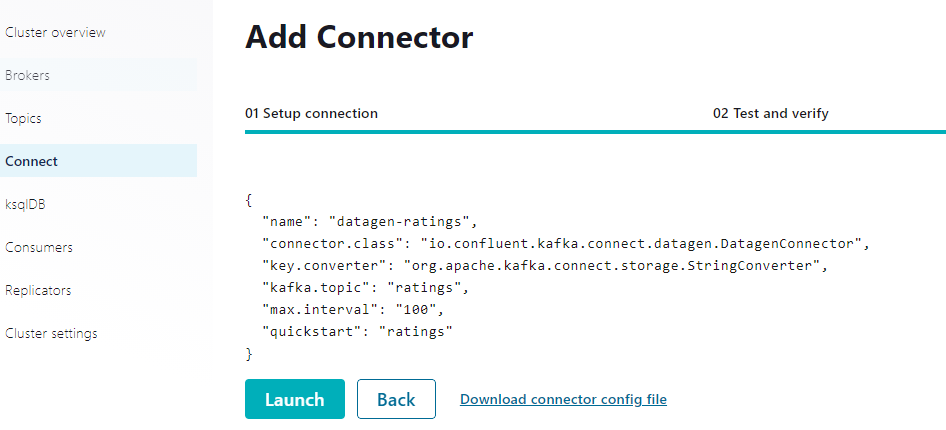 Cluster overview
Brokers
Topics
Connect
ksqlDB
Consumers
Replicators
Cluster settings
Add Connector
01 Setup connection
02 Test and verify
{
  "name": "datagen-ratings",
  "connector.class": "io.confluent.kafka.connect.datagen.DatagenConnector",
  "key.converter": "org.apache.kafka.connect.storage.StringConverter",
  "kafka.topic": "ratings",
  "max.interval": "100",
  "quickstart": "ratings"
}
Launch
Back
Download connector config file